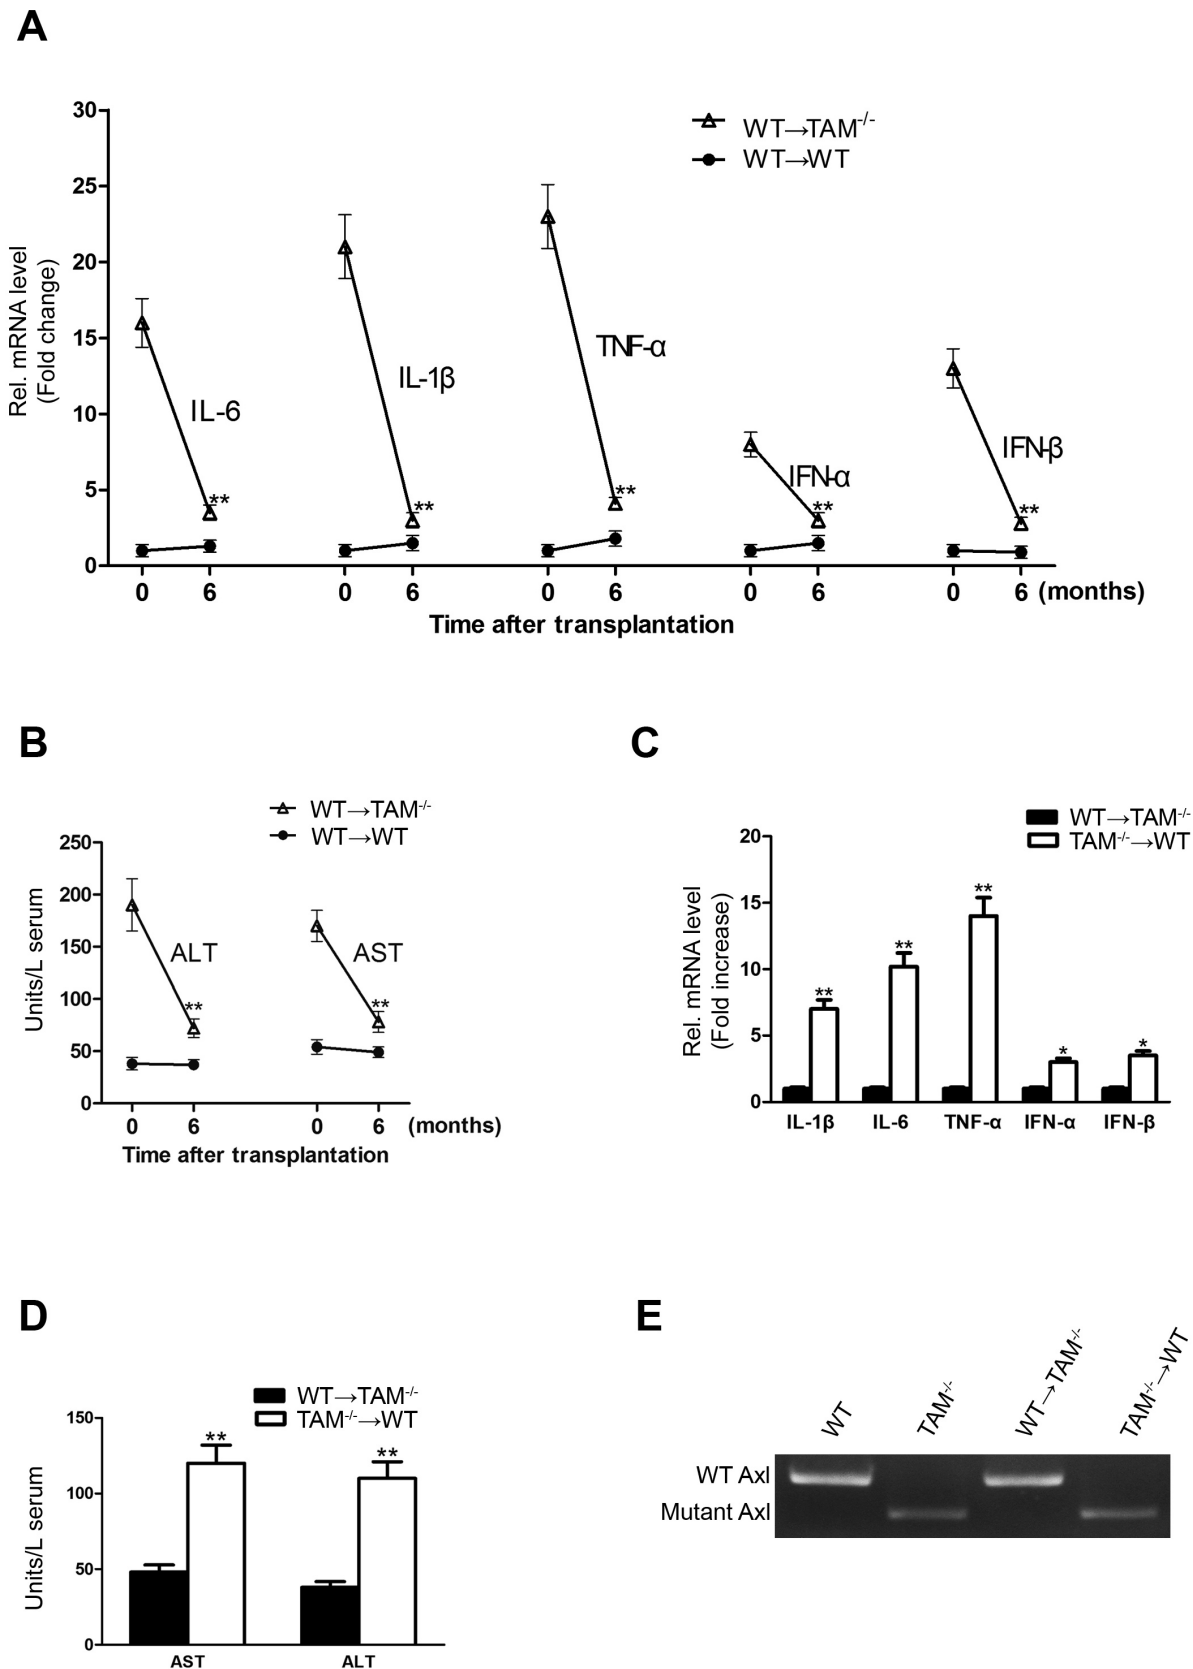 A
30
25
20
15
10
5
0
Rel. mRNA level
(Fold change)
WT→TAM-/-
WT→WT
IL-6
IL-1β
TNF-α
IFN-α
IFN-β
**
**
**
**
**
0 6 0 6 0 6 0 6 0 6 (months)
Time after transplantation
B
WT→TAM-/-
WT→WT
250
200
150
100
50
0
Units/L serum
ALT
AST
**
**
0 6 0 6 (months)
Time after transplantation
C
WT→TAM-/-
TAM-/-→WT
20
15
10
5
0
Rel. mRNA level
(Fold increase)
**
**
**
*
*
IL-1β IL-6 TNF-α IFN-α IFN-β
D
WT→TAM-/-
TAM-/-→WT
150
100
50
0
Units/L serum
**
**
AST ALT
E
WT
TAM-/-
WT→TAM-/-
TAM-/-→WT
WT Axl
Mutant Axl